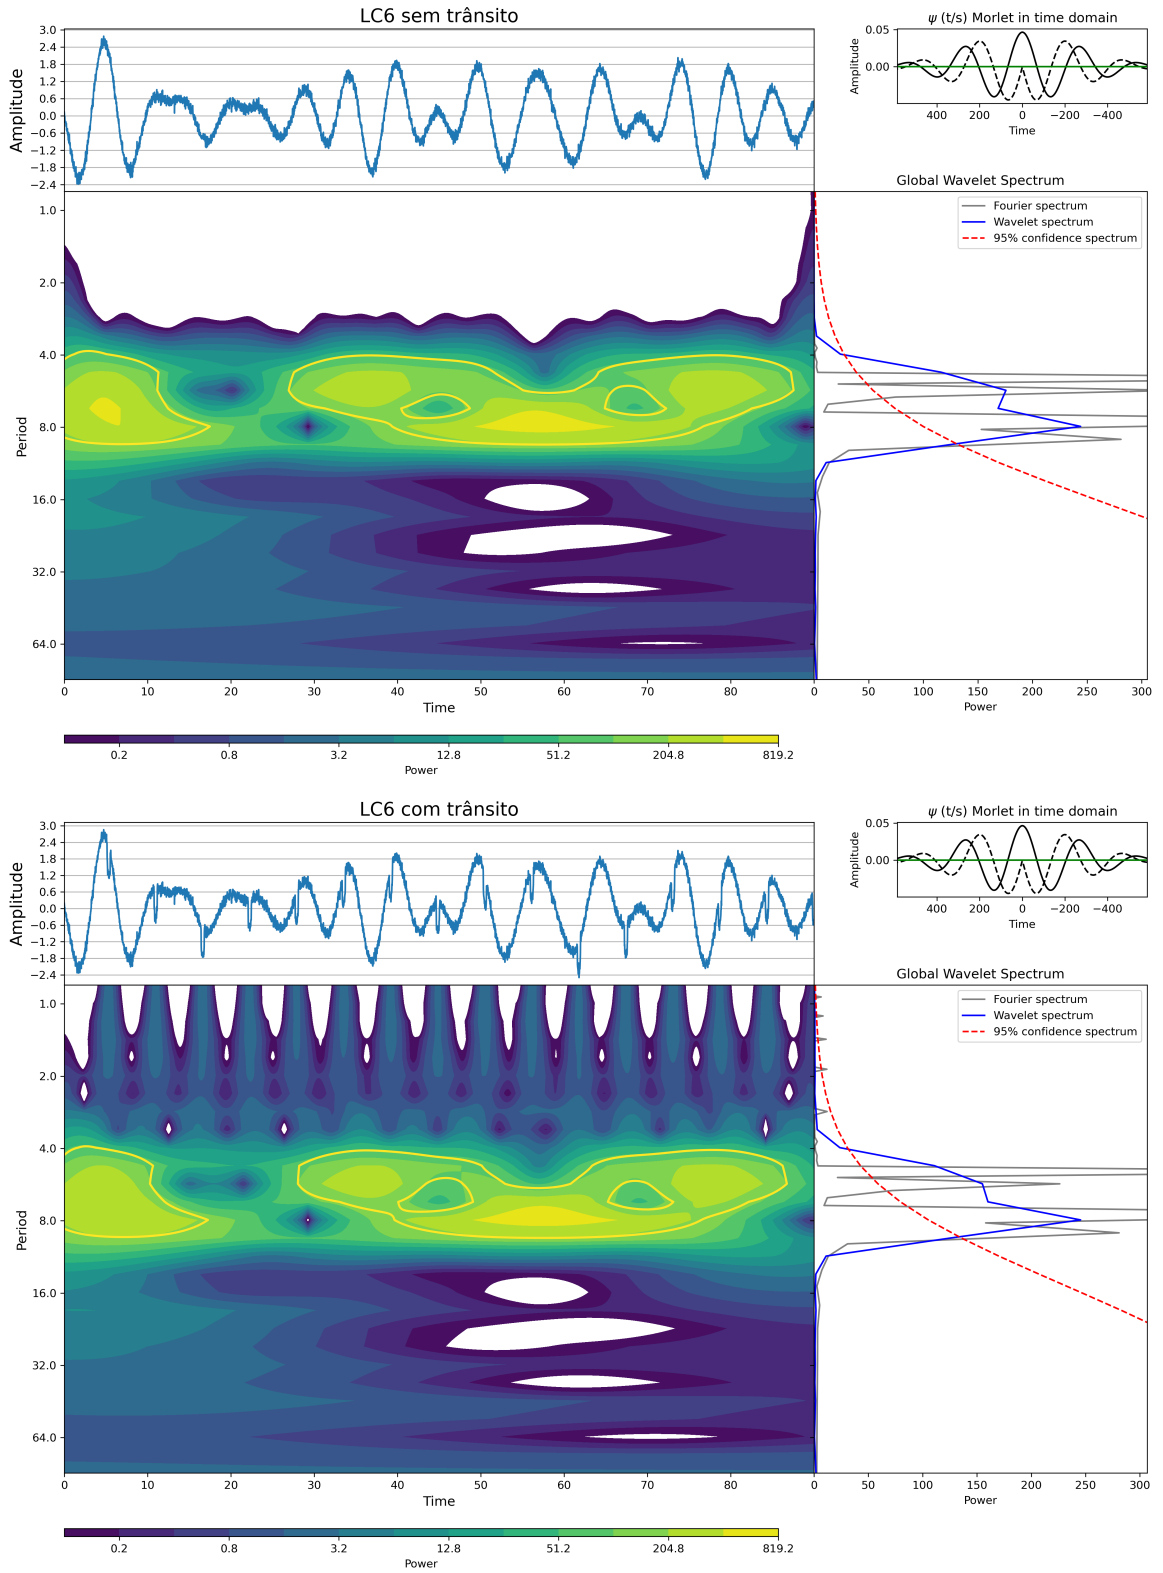 LC6 sem trânsito
Amplitude
3.0
2.4
1.8
1.2
0.6
0.0
−0.6
−1.2
−1.8
−2.4
ψ (t/s) Morlet in time domain
Amplitude
0.05
0.00
400 200 0 −200 −400
Time
Global Wavelet Spectrum
Fourier spectrum
Wavelet spectrum
95% confidence spectrum
Period
1.0
2.0
4.0
8.0
16.0
32.0
64.0
0 10 20 30 40 50 60 70 80
Time
0 50 100 150 200 250 300
Power
0.2 0.8 3.2 12.8 51.2 204.8 819.2
Power
LC6 com trânsito
Amplitude
3.0
2.4
1.8
1.2
0.6
0.0
−0.6
−1.2
−1.8
−2.4
ψ (t/s) Morlet in time domain
Amplitude
0.05
0.00
400 200 0 −200 −400
Time
Global Wavelet Spectrum
Fourier spectrum
Wavelet spectrum
95% confidence spectrum
Period
1.0
2.0
4.0
8.0
16.0
32.0
64.0
0 10 20 30 40 50 60 70 80
Time
0 50 100 150 200 250 300
Power
0.2 0.8 3.2 12.8 51.2 204.8 819.2
Power